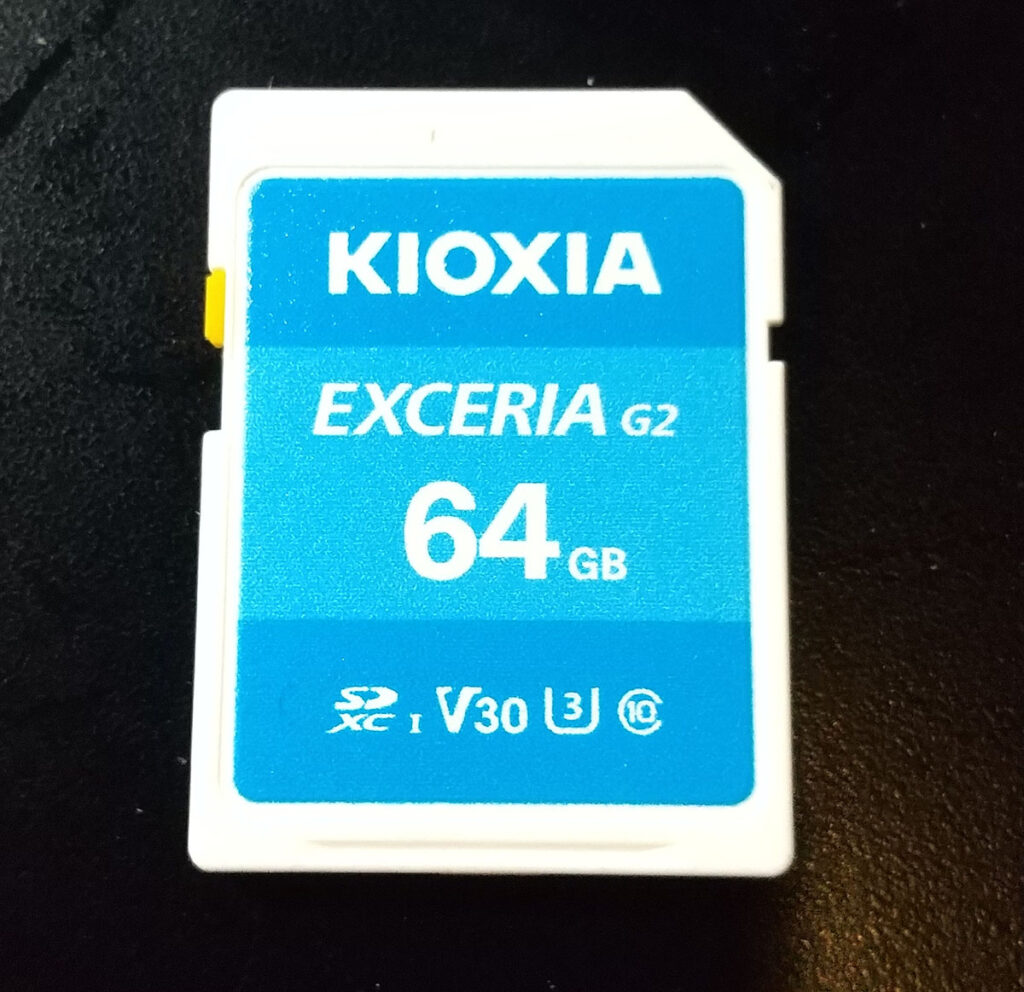 KIOXIA
EXCERIA G2
64 GB
SD XC I V30 U3 10